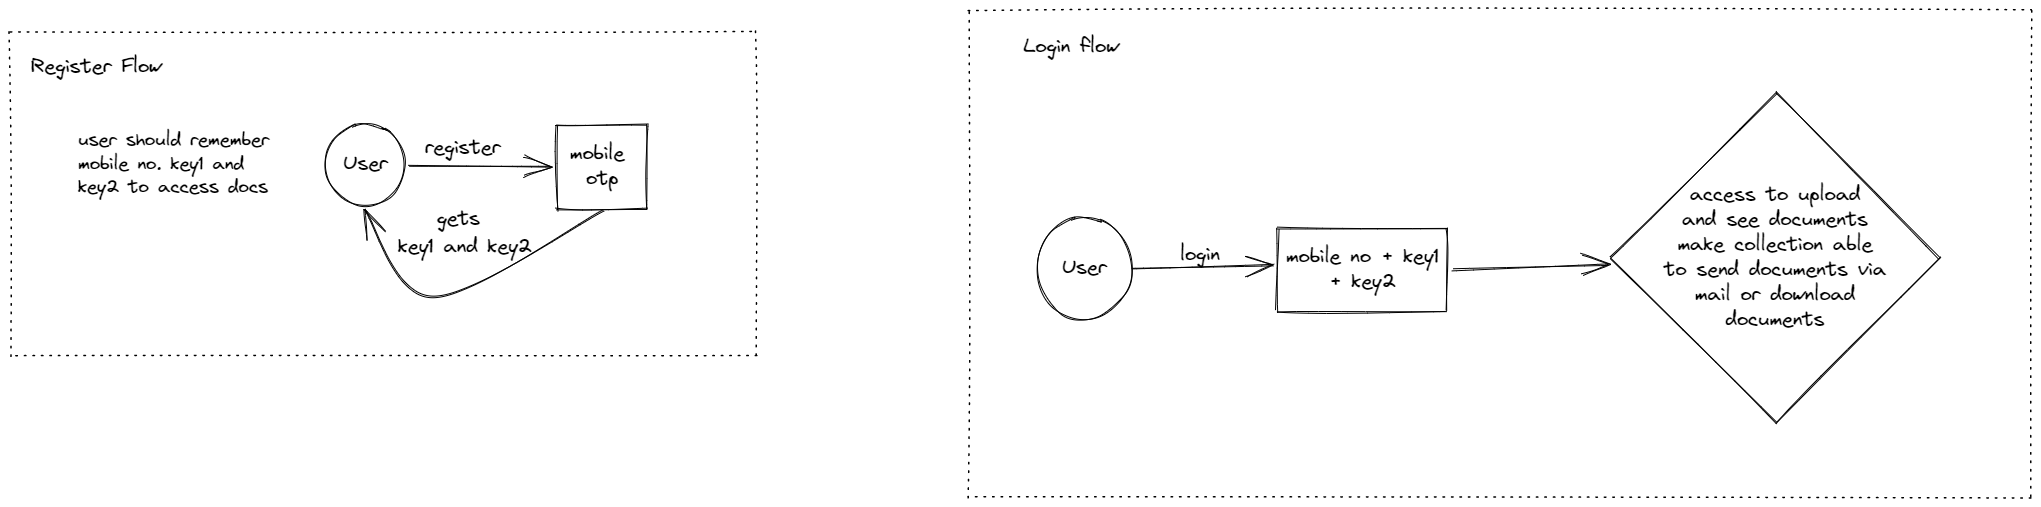 Register Flow
user should remember
mobile no. key1 and
key2 to access docs
User
register
mobile
otp
gets
key1 and key2
Login flow
User
login
mobile no + key1
+ key2
access to upload
and see documents
make collection able
to send documents via
mail or download
documents